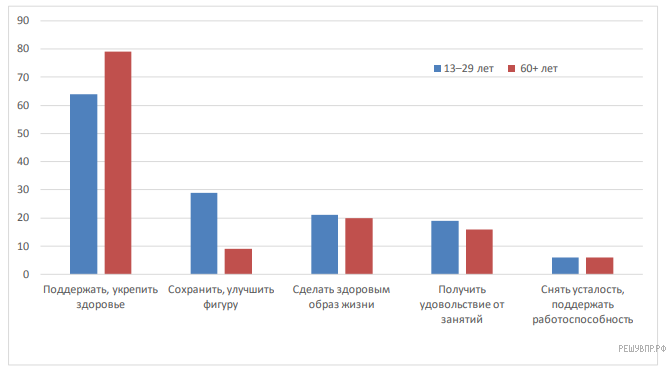 90
80
70
60
50
40
30
20
10
0
13–29 лет 60+ лет
Поддержать, укрепить
здоровье
Сохранить, улучшить
фигуру
Сделать здоровым
образ жизни
Получить
удовольствие от
занятий
Снять усталость,
поддержать
работоспособность
РЕШУВПР.РФ